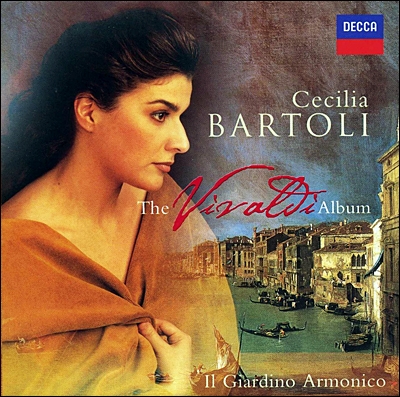 DECCA
Cecilia
BARTOLI
The Vivaldi Album
Il Giardino Armonico